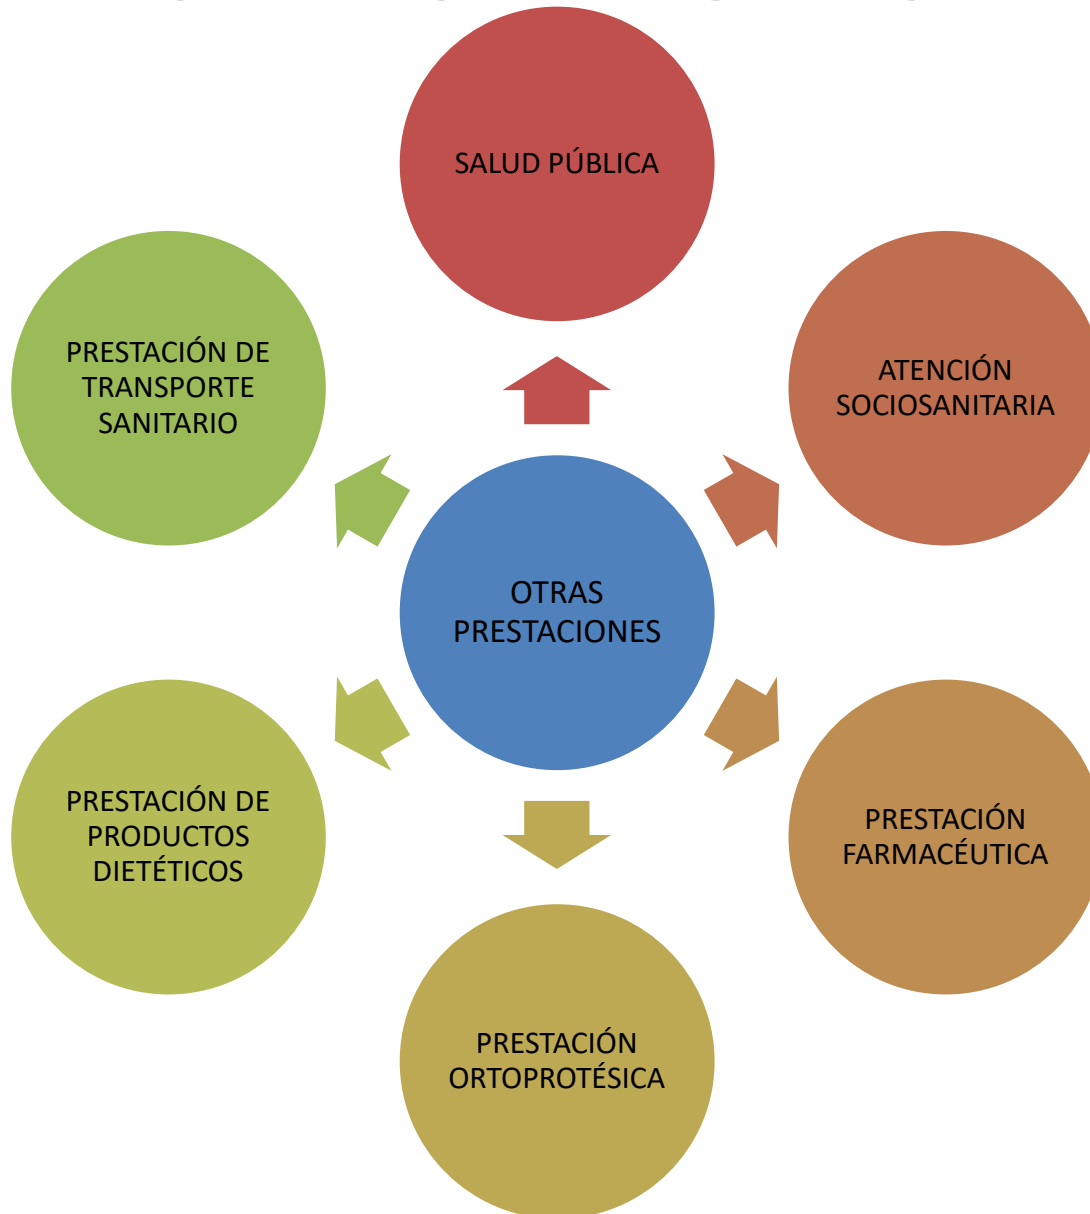 SALUD PÚBLICA
PRESTACIÓN DE
TRANSPORTE
SANITARIO
ATENCIÓN
SOCIOSANITARIA
OTRAS
PRESTACIONES
PRESTACIÓN DE
PRODUCTOS
DIETÉTICOS
PRESTACIÓN
FARMACÉUTICA
PRESTACIÓN
ORTOPROTÉSICA